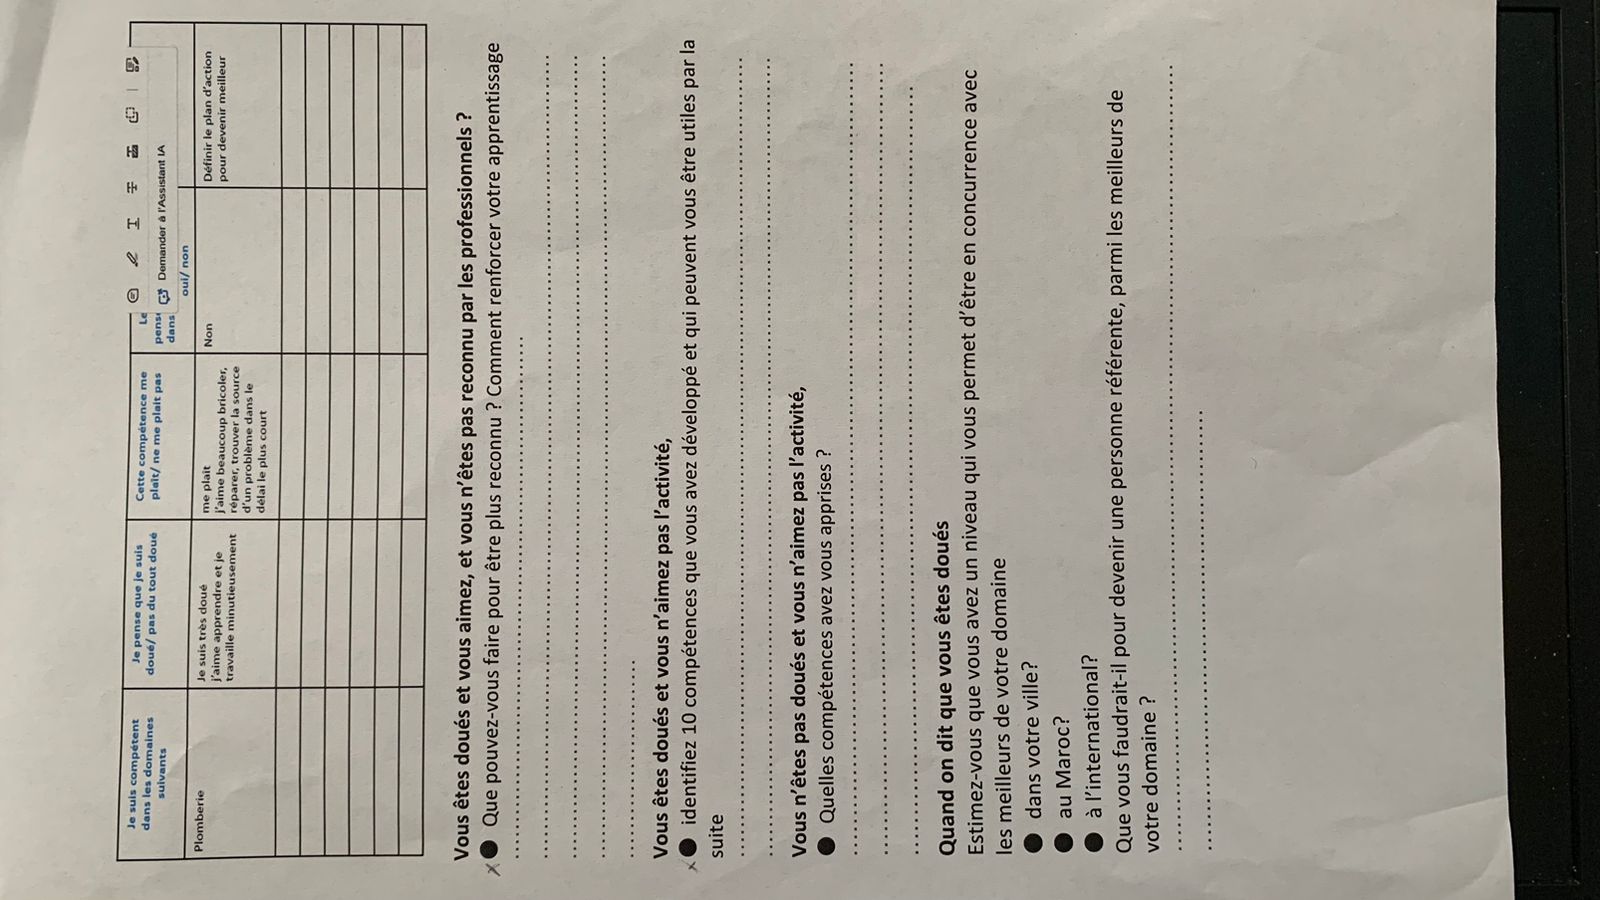 Je suis compétent
dans les domaines
suivants
Je pense que je suis
doué/ pas du tout doué
Cette compétence me
plait/ ne me plait pas
Le
pens
dans
Demander à l'Assistant IA
oui/ non
Plomberie
Je suis très doué
j'aime apprendre et je
travaille minutieusement
me plait
j'aime beaucoup bricoler,
réparer, trouver la source
d'un problème dans le
délai le plus court
Non
Définir le plan d'action
pour devenir meilleur
Vous êtes doués et vous aimez, et vous n'êtes pas reconnu par les professionnels ?
x ● Que pouvez-vous faire pour être plus reconnu ? Comment renforcer votre apprentissage
Vous êtes doués et vous n'aimez pas l'activité,
x ● identifiez 10 compétences que vous avez développé et qui peuvent vous être utiles par la
suite
Vous n'êtes pas doués et vous n'aimez pas l'activité,
● Quelles compétences avez vous apprises ?
Quand on dit que vous êtes doués
Estimez-vous que vous avez un niveau qui vous permet d'être en concurrence avec
les meilleurs de votre domaine
● dans votre ville?
● au Maroc?
● à l'international?
Que vous faudrait-il pour devenir une personne référente, parmi les meilleurs de
votre domaine ?